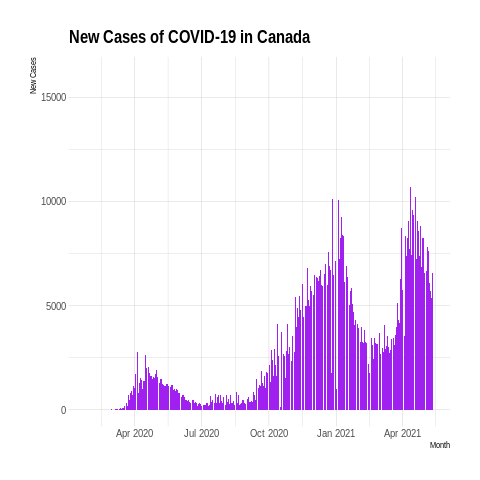 New Cases of COVID-19 in Canada
New Cases
15000
10000
5000
0
Apr 2020 Jul 2020 Oct 2020 Jan 2021 Apr 2021
Month